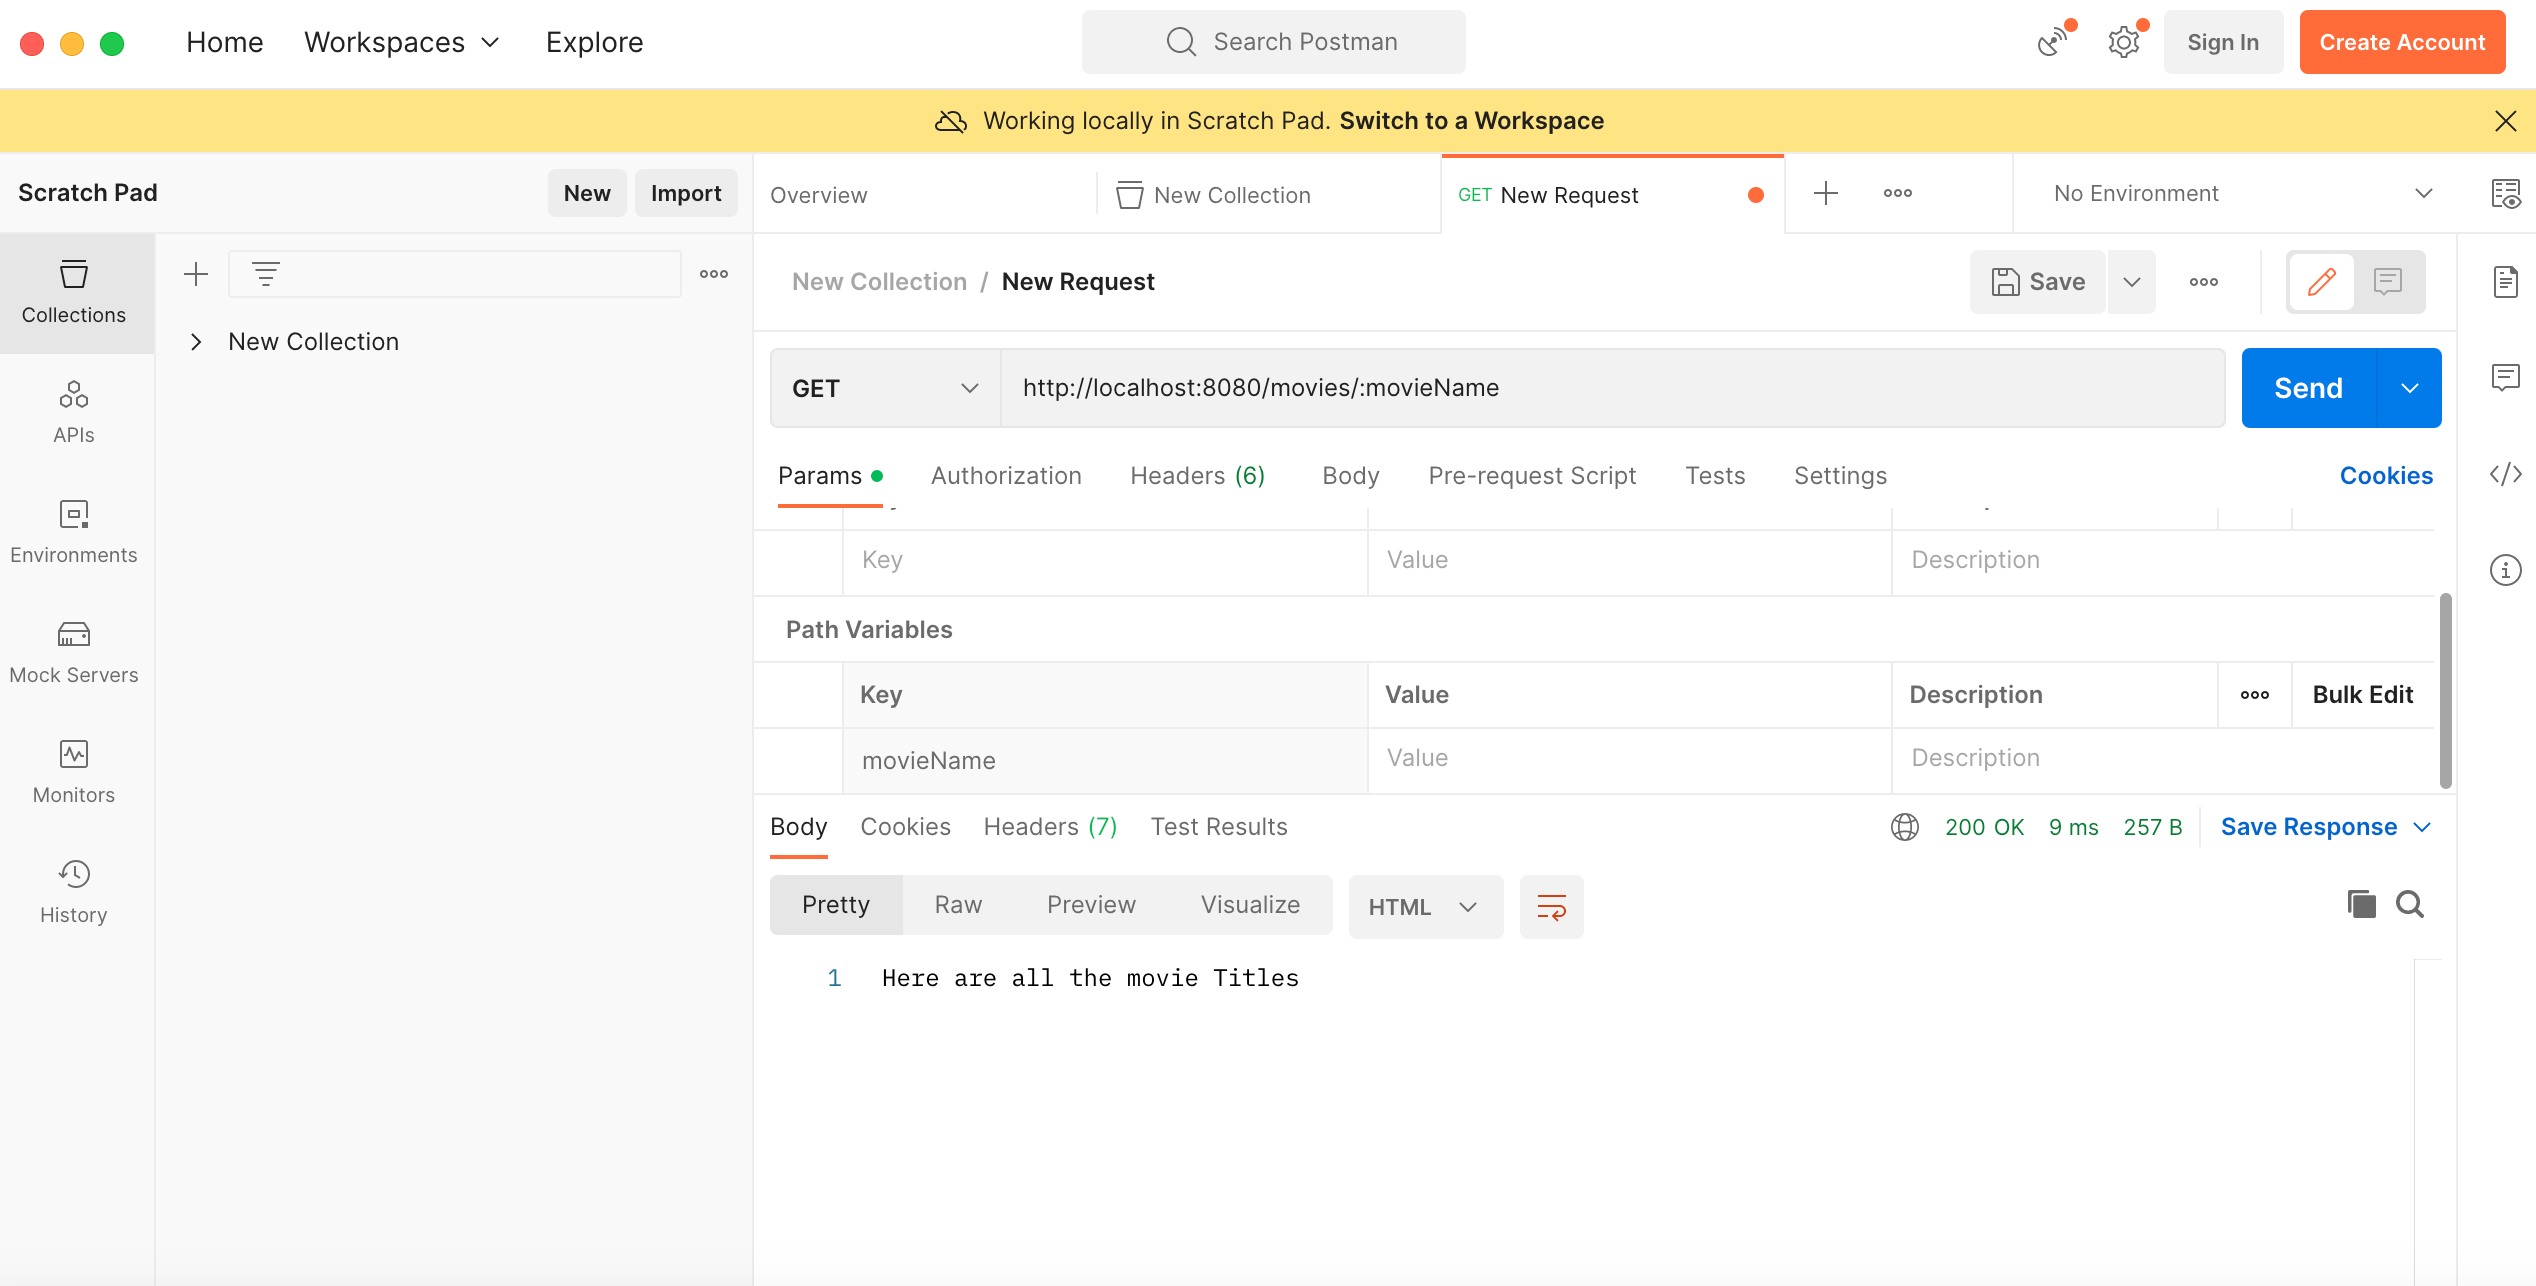 Home Workspaces Explore Search Postman Sign In Create Account
Working locally in Scratch Pad. Switch to a Workspace
Scratch Pad New Import Overview New Collection GET New Request No Environment
Collections
APIs
Environments
Mock Servers
Monitors
History
New Collection
New Collection / New Request Save
GET http://localhost:8080/movies/:movieName Send
Params Authorization Headers (6) Body Pre-request Script Tests Settings Cookies
Key Value Description
Path Variables
Key Value Description Bulk Edit
movieName Value Description
Body Cookies Headers (7) Test Results 200 OK 9 ms 257 B Save Response
Pretty Raw Preview Visualize HTML
1 Here are all the movie Titles